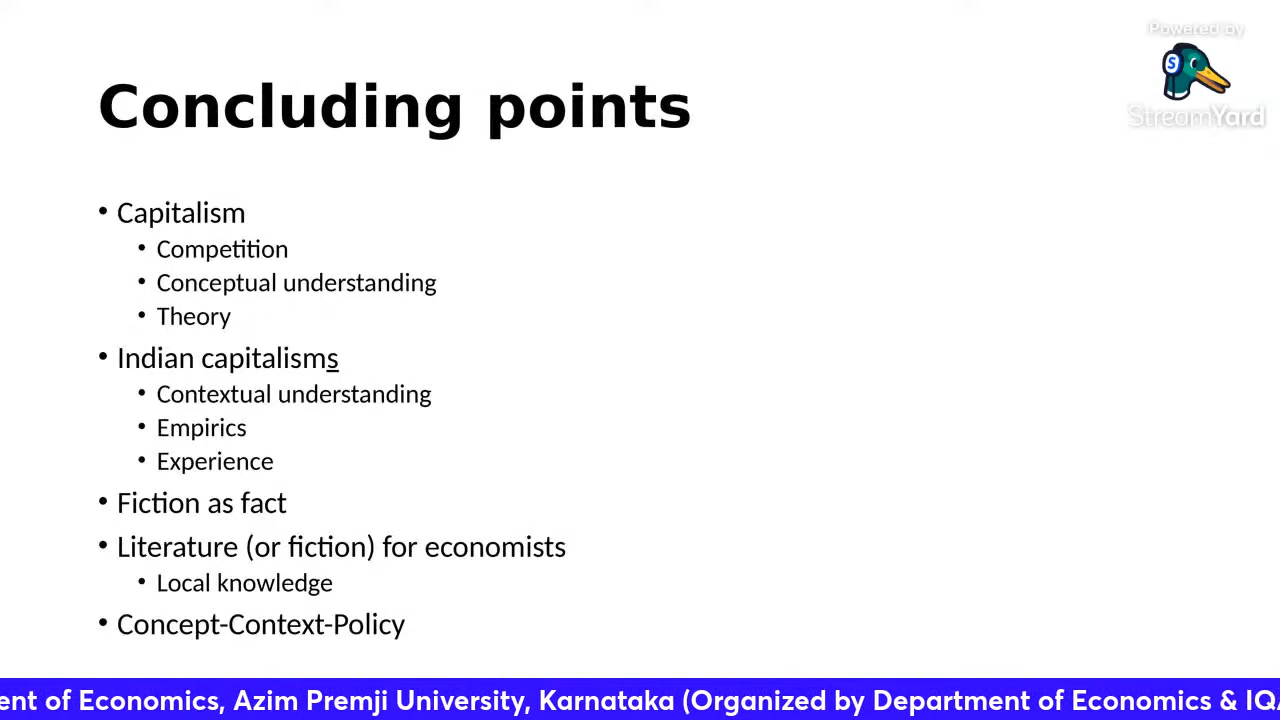 Powered by
StreamYard
Concluding points
• Capitalism
• Competition
• Conceptual understanding
• Theory
• Indian capitalisms
• Contextual understanding
• Empirics
• Experience
• Fiction as fact
• Literature (or fiction) for economists
• Local knowledge
• Concept-Context-Policy
of Economics, Azim Premji University, Karnataka (Organized by Department of Economics &